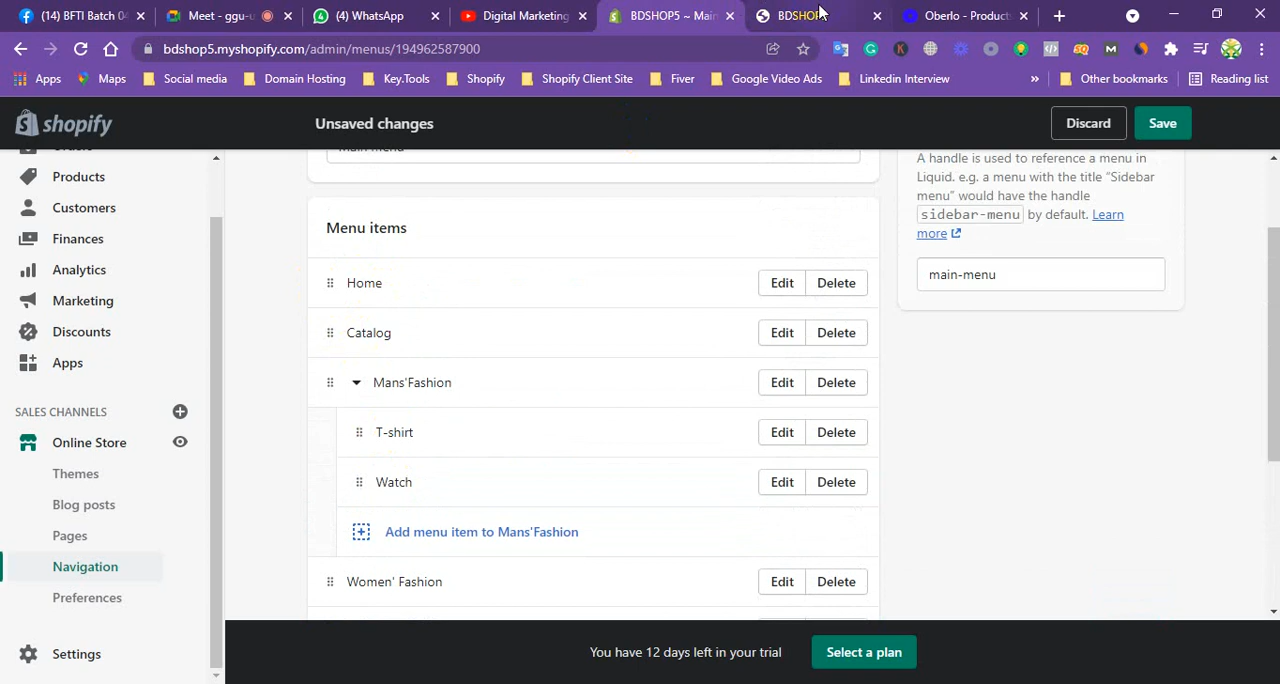 (14) BFTI Batch 04
Meet - ggu-u
(4) WhatsApp
Digital Marketing
BDSHOP5 ~ Main
BDSHOP
Oberlo - Product
bdshop5.myshopify.com/admin/menus/194962587900
Apps
Maps
Social media
Domain Hosting
Key.Tools
Shopify
Shopify Client Site
Fiver
Google Video Ads
Linkedin Interview
»
Other bookmarks
Reading list
shopify
Unsaved changes
Discard
Save
Orders
Products
Customers
Finances
Analytics
Marketing
Discounts
Apps
SALES CHANNELS
Online Store
Themes
Blog posts
Pages
Navigation
Preferences
Settings
Main menu
Menu items
Home
Edit
Delete
Catalog
Edit
Delete
Mans'Fashion
Edit
Delete
T-shirt
Edit
Delete
Watch
Edit
Delete
Add menu item to Mans'Fashion
Women' Fashion
Edit
Delete
A handle is used to reference a menu in
Liquid. e.g. a menu with the title “Sidebar
menu” would have the handle
sidebar-menu by default. Learn
more
main-menu
You have 12 days left in your trial
Select a plan